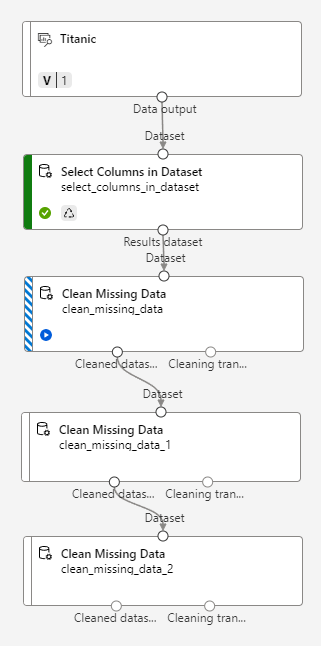 Titanic
V 1
Data output
Dataset
Select Columns in Dataset
select_columns_in_dataset
Results dataset
Dataset
Clean Missing Data
clean_missing_data
Cleaned datas... Cleaning tran...
Dataset
Clean Missing Data
clean_missing_data_1
Cleaned datas... Cleaning tran...
Dataset
Clean Missing Data
clean_missing_data_2
Cleaned datas... Cleaning tran...